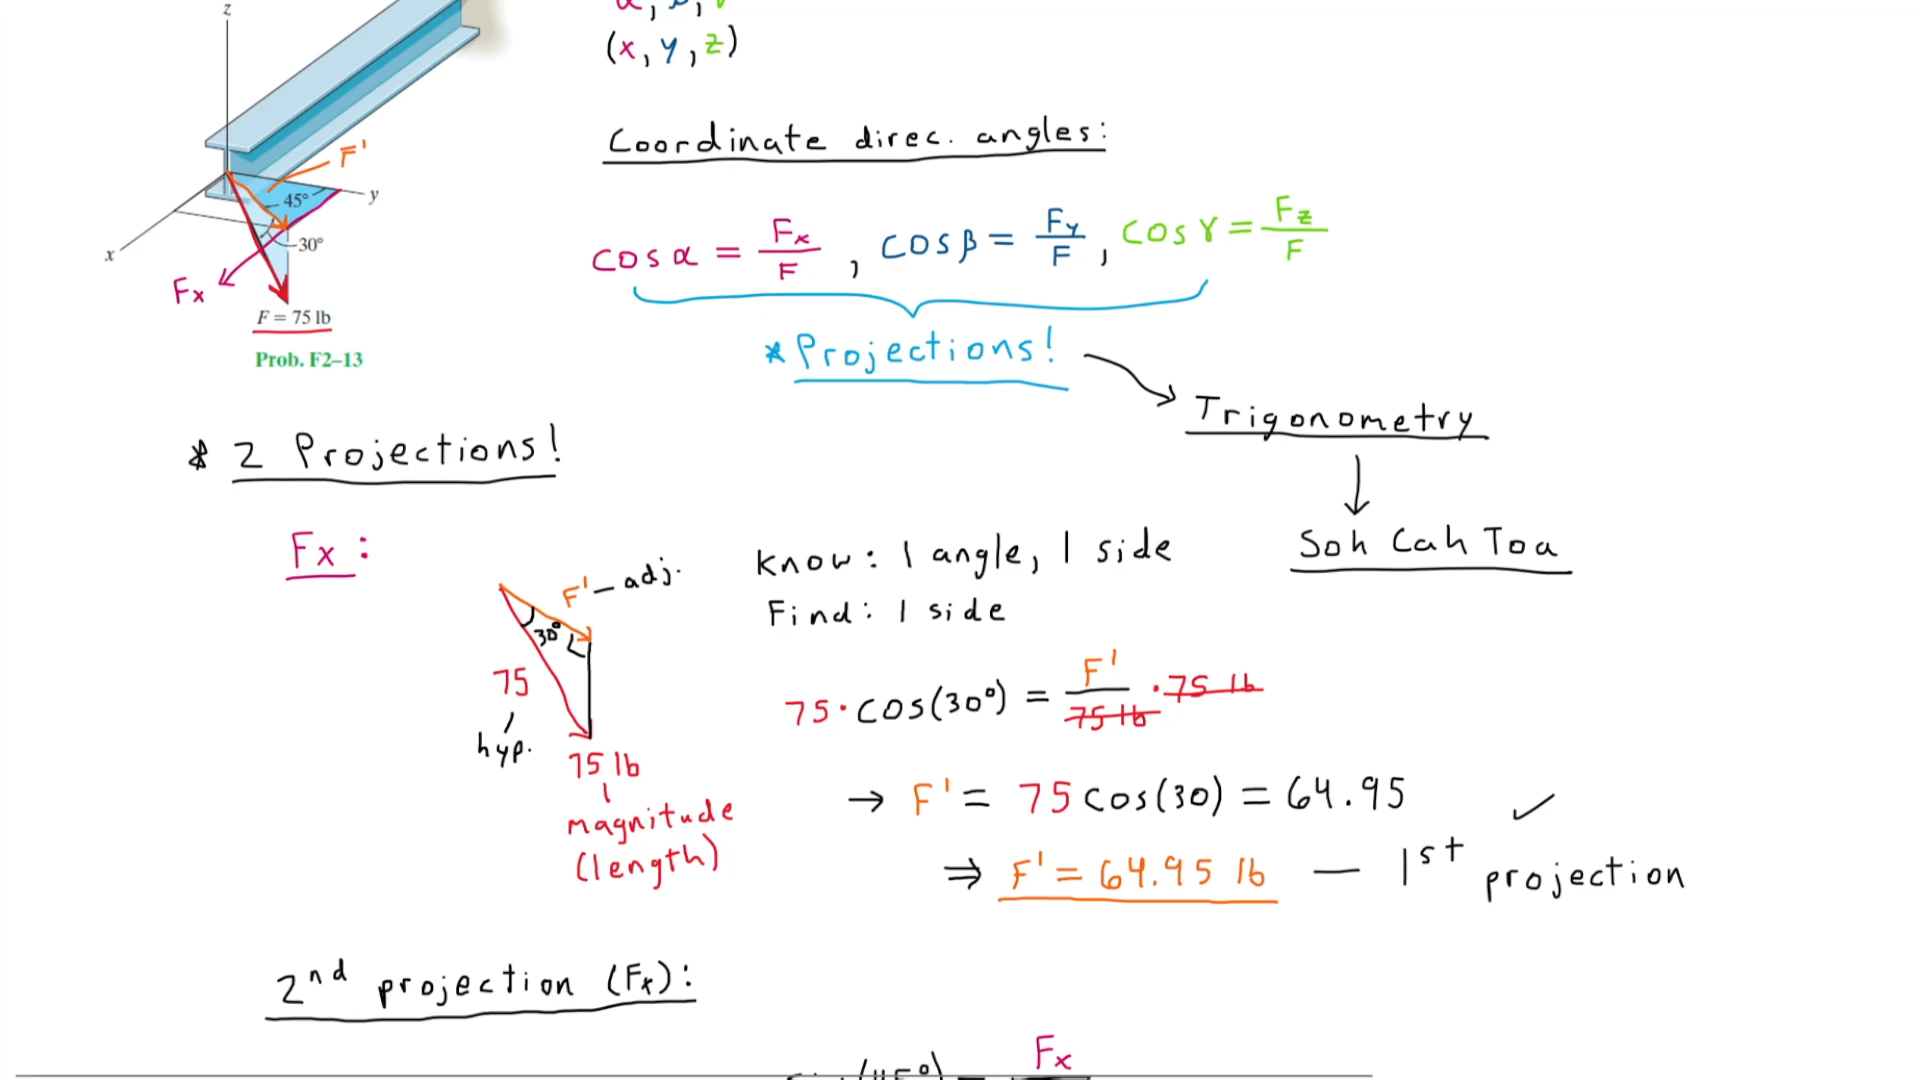 z
(x, y, z)
F'
Coordinate direc. angles:
45°
y
-30°
x
Fx
cos α = Fx/F , cos β = Fy/F , cos γ = Fz/F
F = 75 lb
Prob. F2–13
* Projections!
Trigonometry
* 2 Projections!
Soh Cah Toa
Fx:
F' – adj.
Know: 1 angle, 1 side
30°
Find: 1 side
75
hyp.
75 · cos(30°) = F'/75 lb · 75 lb
75 lb
magnitude
(length)
→ F' = 75 cos(30) = 64.95 ✓
⇒ F' = 64.95 lb — 1st projection
2nd projection (Fx):
Fx